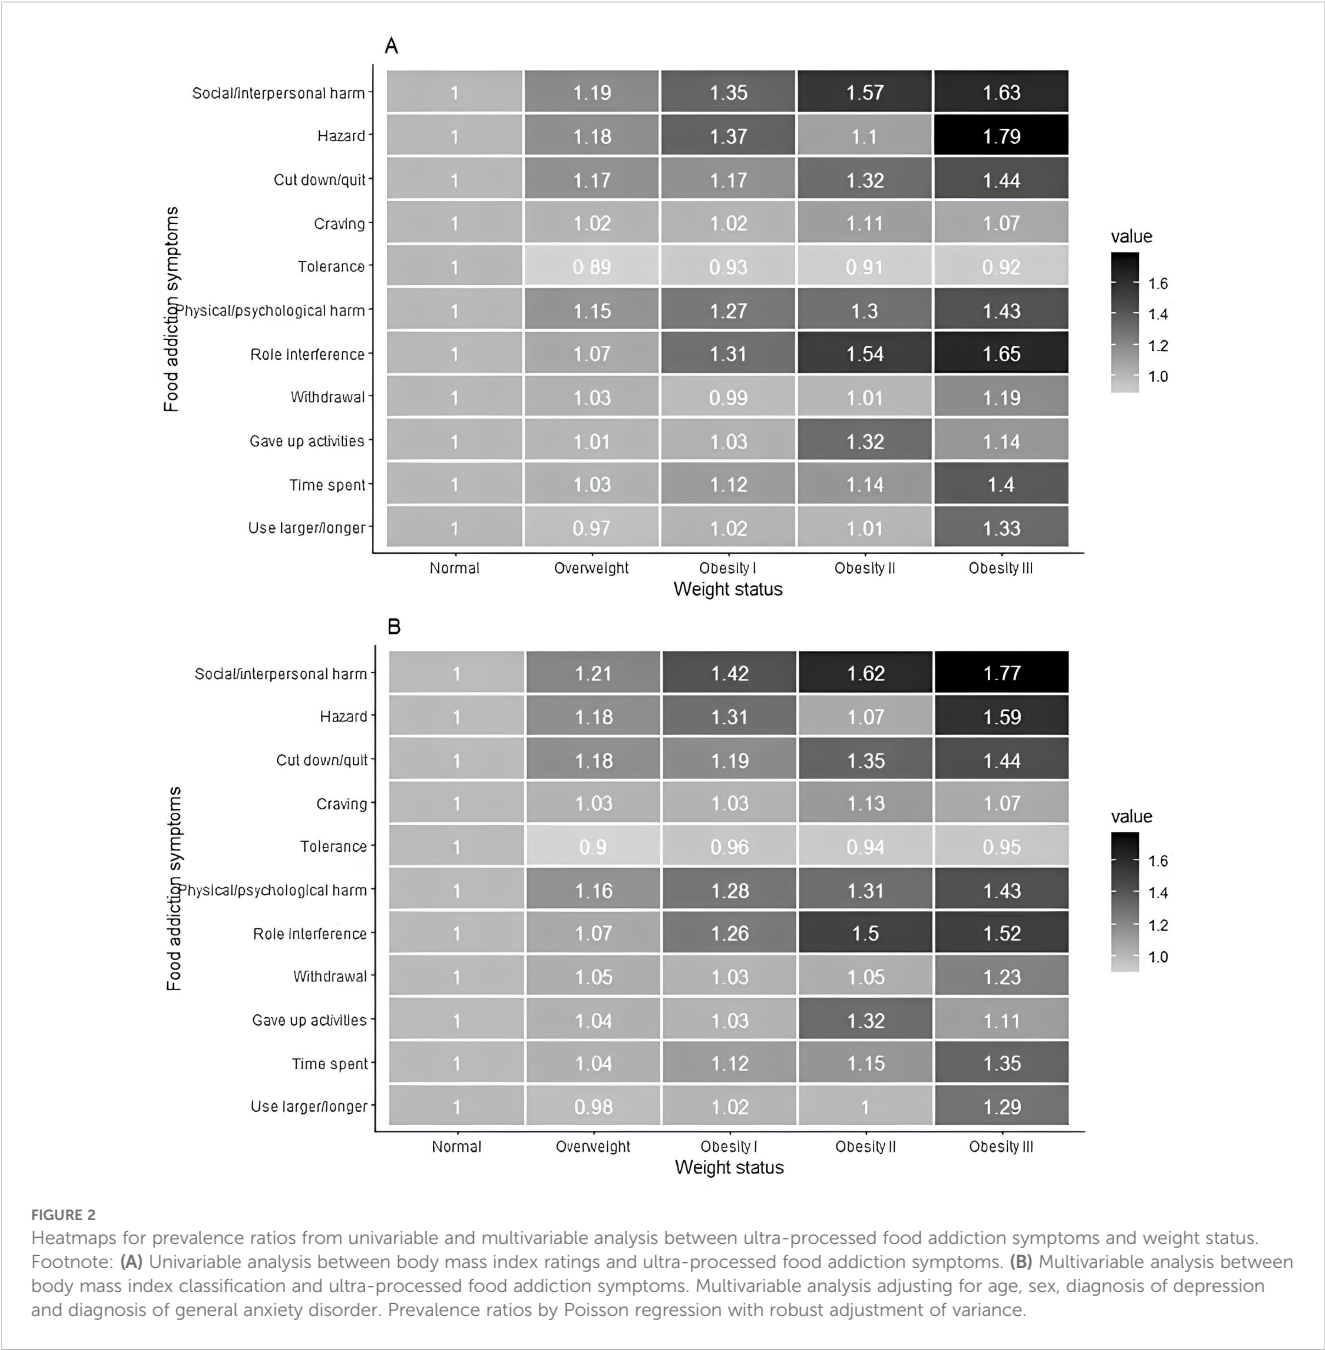 A
Social/interpersonal harm 1 1.19 1.35 1.57 1.63
Hazard 1 1.18 1.37 1.1 1.79
Cut down/quit 1 1.17 1.17 1.32 1.44
Craving 1 1.02 1.02 1.11 1.07
Tolerance 1 0.89 0.93 0.91 0.92
Physical/psychological harm 1 1.15 1.27 1.3 1.43
Role interference 1 1.07 1.31 1.54 1.65
Withdrawal 1 1.03 0.99 1.01 1.19
Gave up activities 1 1.01 1.03 1.32 1.14
Time spent 1 1.03 1.12 1.14 1.4
Use larger/longer 1 0.97 1.02 1.01 1.33
Normal Overweight Obesity I Obesity II Obesity III
Weight status
Food addiction symptoms
value
1.6
1.4
1.2
1.0
B
Social/interpersonal harm 1 1.21 1.42 1.62 1.77
Hazard 1 1.18 1.31 1.07 1.59
Cut down/quit 1 1.18 1.19 1.35 1.44
Craving 1 1.03 1.03 1.13 1.07
Tolerance 1 0.9 0.96 0.94 0.95
Physical/psychological harm 1 1.16 1.28 1.31 1.43
Role interference 1 1.07 1.26 1.5 1.52
Withdrawal 1 1.05 1.03 1.05 1.23
Gave up activities 1 1.04 1.03 1.32 1.11
Time spent 1 1.04 1.12 1.15 1.35
Use larger/longer 1 0.98 1.02 1 1.29
Normal Overweight Obesity I Obesity II Obesity III
Weight status
Food addiction symptoms
value
1.6
1.4
1.2
1.0
FIGURE 2
Heatmaps for prevalence ratios from univariable and multivariable analysis between ultra-processed food addiction symptoms and weight status.
Footnote: (A) Univariable analysis between body mass index ratings and ultra-processed food addiction symptoms. (B) Multivariable analysis between
body mass index classification and ultra-processed food addiction symptoms. Multivariable analysis adjusting for age, sex, diagnosis of depression
and diagnosis of general anxiety disorder. Prevalence ratios by Poisson regression with robust adjustment of variance.